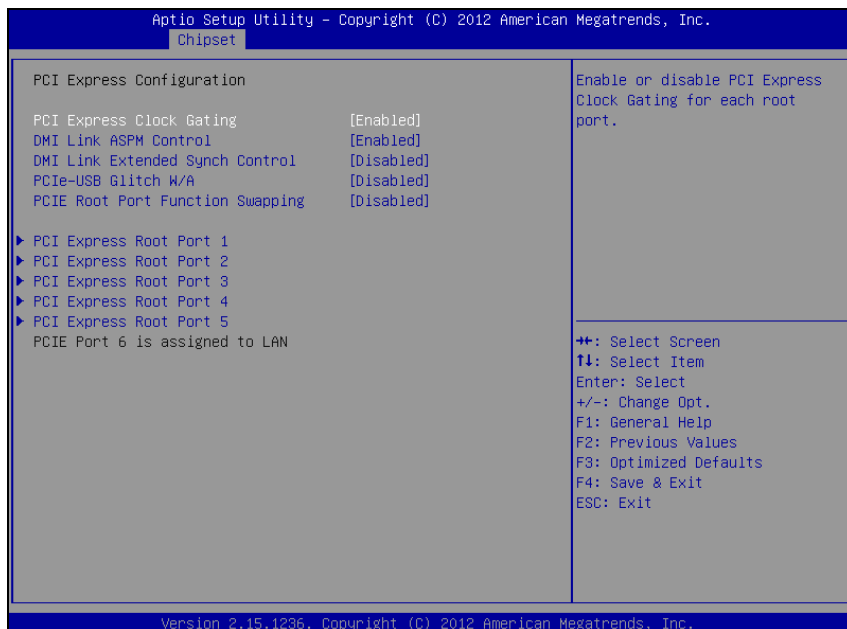 Aptio Setup Utility – Copyright (C) 2012 American Megatrends, Inc.
Chipset
PCI Express Configuration
PCI Express Clock Gating [Enabled]
DMI Link ASPM Control [Enabled]
DMI Link Extended Synch Control [Disabled]
PCIe-USB Glitch W/A [Disabled]
PCIE Root Port Function Swapping [Disabled]
PCI Express Root Port 1
PCI Express Root Port 2
PCI Express Root Port 3
PCI Express Root Port 4
PCI Express Root Port 5
PCIE Port 6 is assigned to LAN
Enable or disable PCI Express
Clock Gating for each root
port.
→←: Select Screen
↑↓: Select Item
Enter: Select
+/-: Change Opt.
F1: General Help
F2: Previous Values
F3: Optimized Defaults
F4: Save & Exit
ESC: Exit
Version 2.15.1236. Copyright (C) 2012 American Megatrends, Inc.